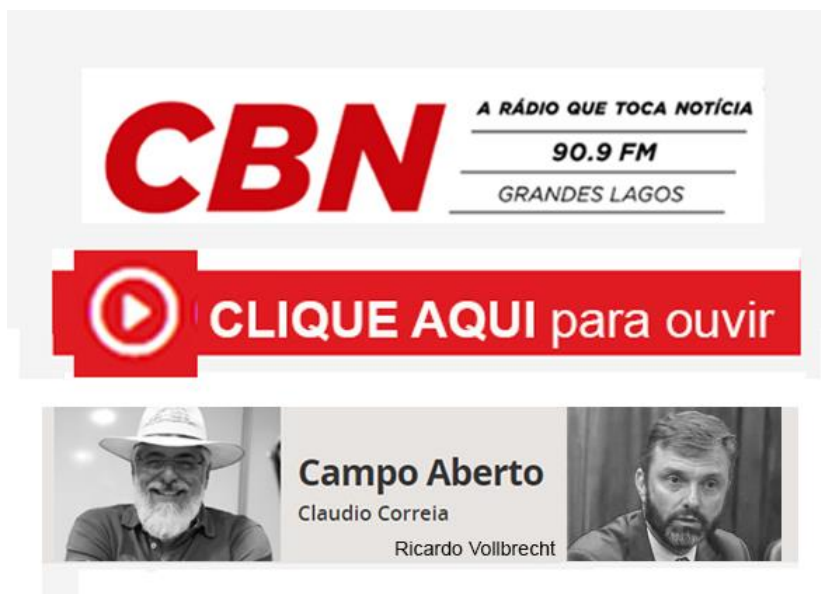 CBN
A RÁDIO QUE TOCA NOTÍCIA
90.9 FM
GRANDES LAGOS
CLIQUE AQUI para ouvir
Campo Aberto
Claudio Correia
Ricardo Vollbrecht